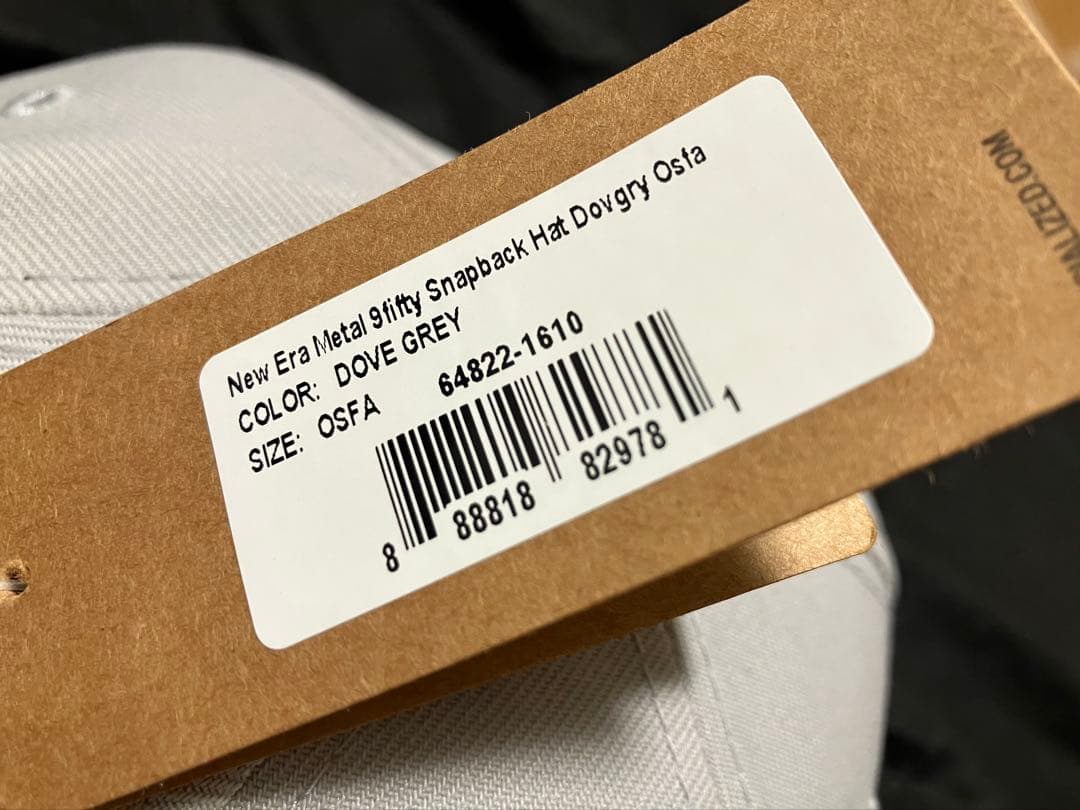 New Era Metal 9fifty Snapback Hat Dovgry Osfa
COLOR: DOVE GREY
SIZE: OSFA
64822-1610
8 88818 82978 1